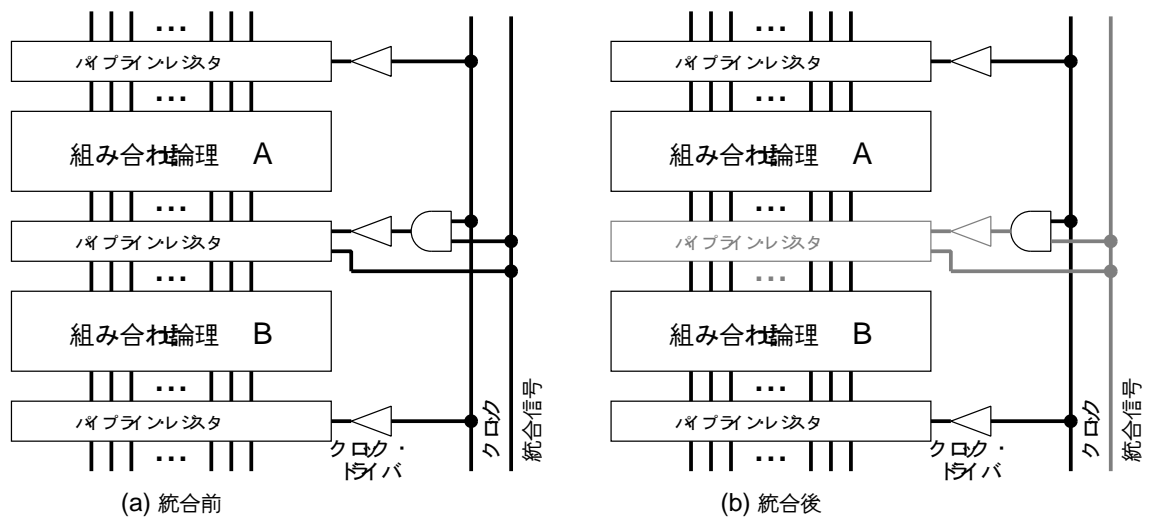 ...
パイプライン・レジスタ
...
組み合わせ論理 A
...
パイプライン・レジスタ
...
組み合わせ論理 B
...
パイプライン・レジスタ
...
クロック・
ドライバ
クロック
統合信号
(a) 統合前
...
パイプライン・レジスタ
...
組み合わせ論理 A
...
パイプライン・レジスタ
...
組み合わせ論理 B
...
パイプライン・レジスタ
...
クロック・
ドライバ
クロック
統合信号
(b) 統合後